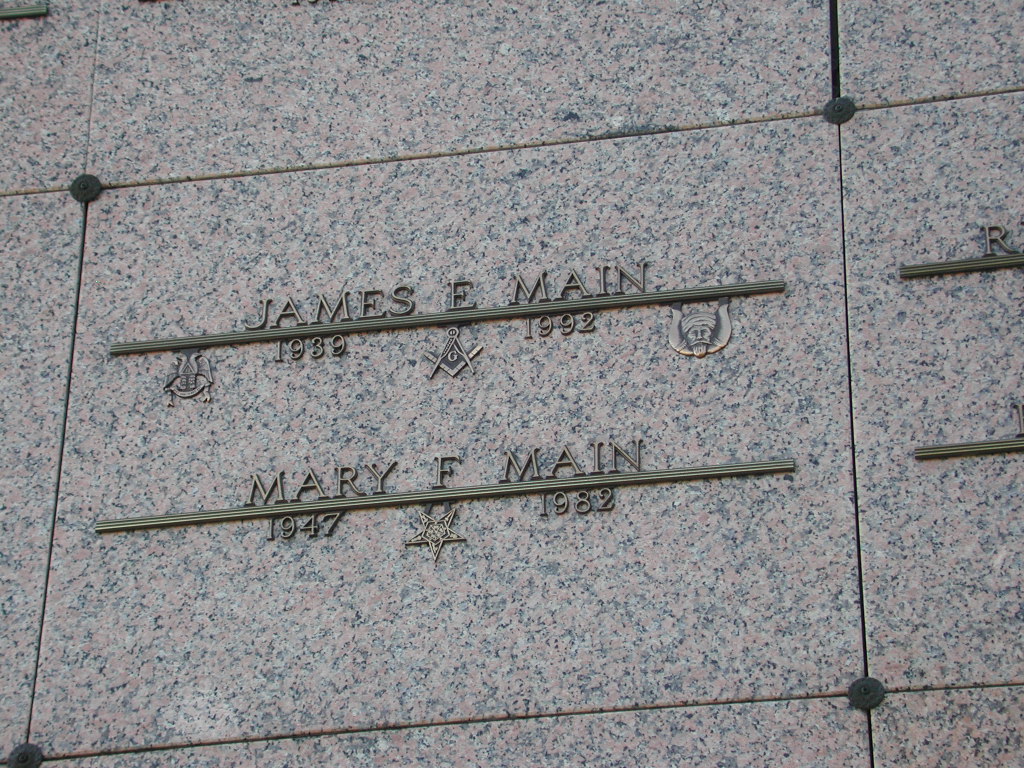 JAMES E MAIN
1939 G 1992
MARY F MAIN
1947 1982
R